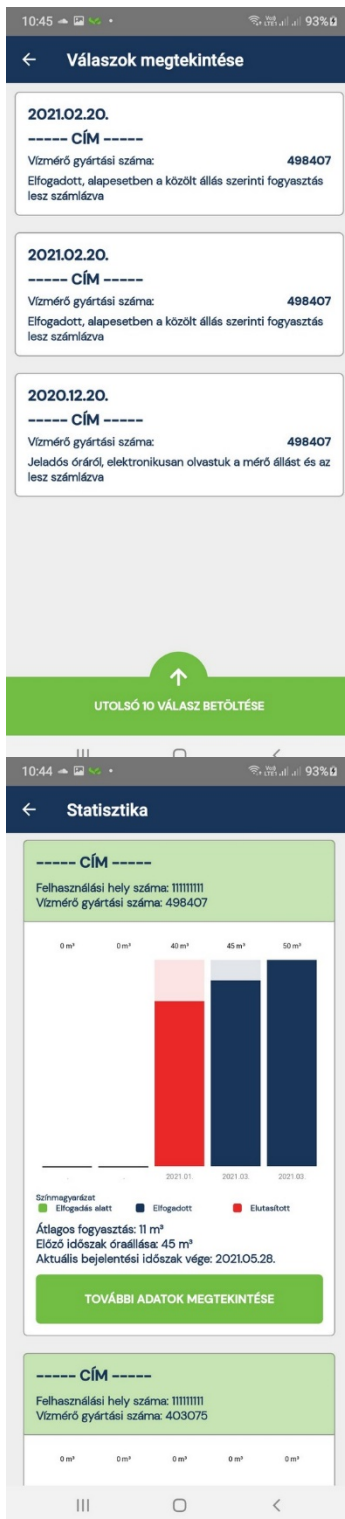 10:45
93%
Válaszok megtekintése
2021.02.20.
----- CÍM -----
Vízmérő gyártási száma: 498407
Elfogadott, alapesetben a közölt állás szerinti fogyasztás
lesz számlázva
2021.02.20.
----- CÍM -----
Vízmérő gyártási száma: 498407
Elfogadott, alapesetben a közölt állás szerinti fogyasztás
lesz számlázva
2020.12.20.
----- CÍM -----
Vízmérő gyártási száma: 498407
Jeladós óráról, elektronikusan olvastuk a mérő állást és az
lesz számlázva
UTOLSÓ 10 VÁLASZ BETÖLTÉSE
10:44
93%
Statisztika
----- CÍM -----
Felhasználási hely száma: 111111111
Vízmérő gyártási száma: 498407
0 m³ 0 m³ 40 m³ 45 m³ 50 m³
. . 2021.01. 2021.03. 2021.03.
Színmagyarázat
Elfogadás alatt Elfogadott Elutasított
Átlagos fogyasztás: 11 m³
Előző időszak óraállása: 45 m³
Aktuális bejelentési időszak vége: 2021.05.28.
TOVÁBBI ADATOK MEGTEKINTÉSE
----- CÍM -----
Felhasználási hely száma: 111111111
Vízmérő gyártási száma: 403075
0 m³ 0 m³ 0 m³ 0 m³ 0 m³